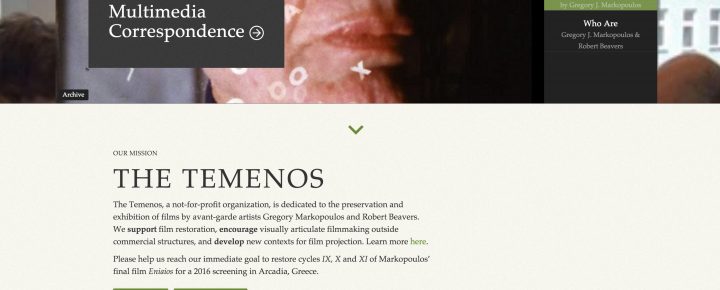 Multimedia
Correspondence
by Gregory J. Markopoulos
Who Are
Gregory J. Markopoulos &
Robert Beavers
Archive
OUR MISSION
THE TEMENOS
The Temenos, a not-for-profit organization, is dedicated to the preservation and
exhibition of films by avant-garde artists Gregory Markopoulos and Robert Beavers.
We support film restoration, encourage visually articulate filmmaking outside
commercial structures, and develop new contexts for film projection. Learn more here.
Please help us reach our immediate goal to restore cycles IX, X and XI of Markopoulos'
final film Eniaios for a 2016 screening in Arcadia, Greece.